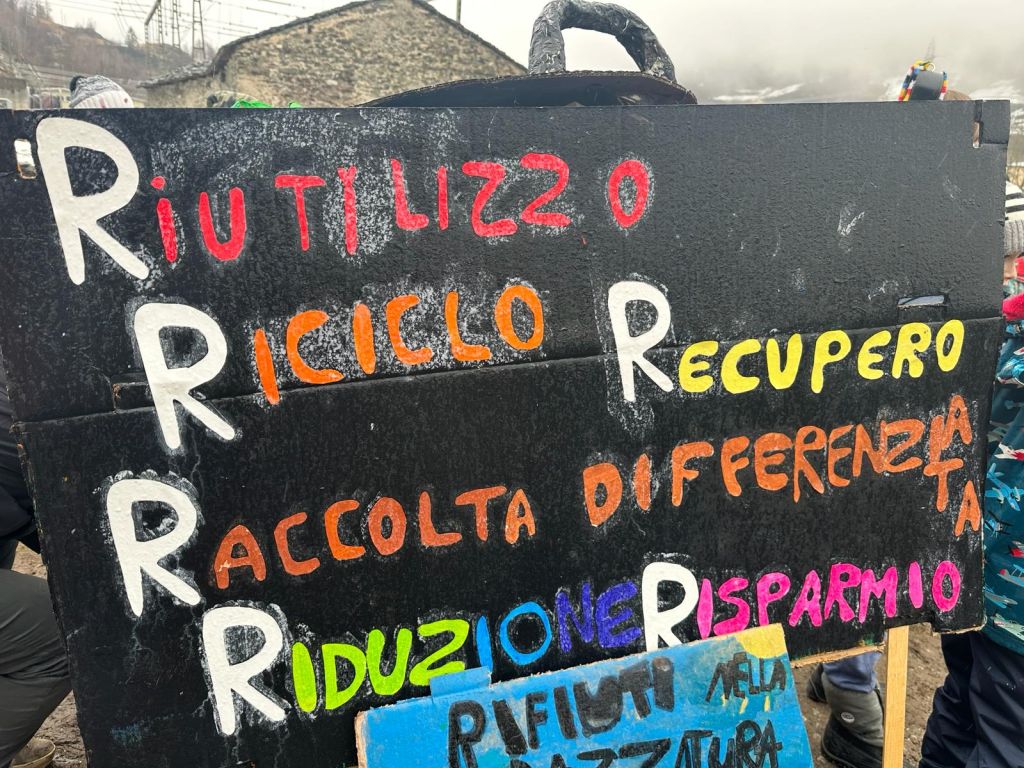 RiUTILIZZO
RICICLO RECUPERO
RACCOLTA DIFFERENZIATA
RIDUZIONE RISPARMIO
RIFIUTI NELLA